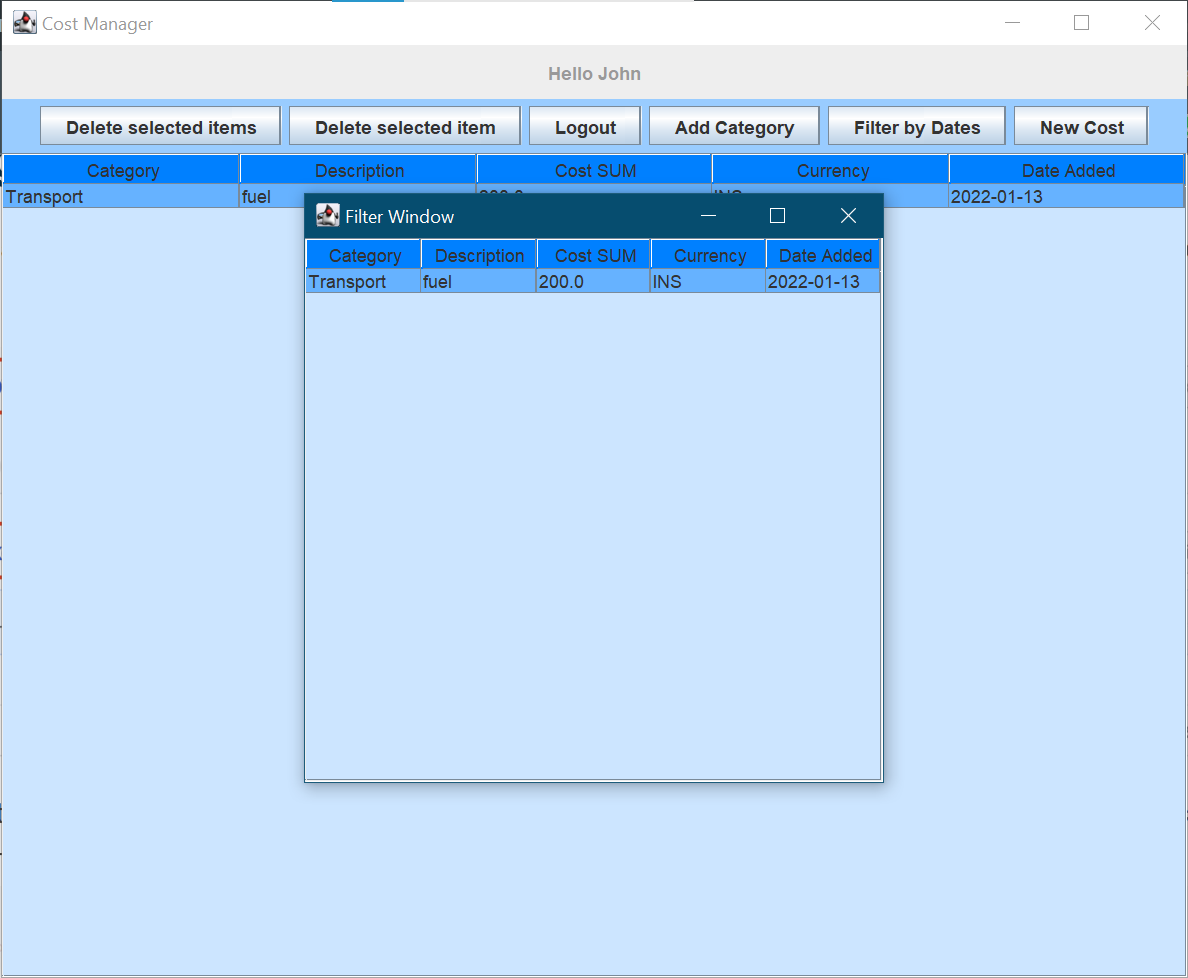 Cost Manager
Hello John
Delete selected items Delete selected item Logout Add Category Filter by Dates New Cost
Category Description Cost SUM Currency Date Added
Transport fuel 2022-01-13
Filter Window
Category Description Cost SUM Currency Date Added
Transport fuel 200.0 INS 2022-01-13